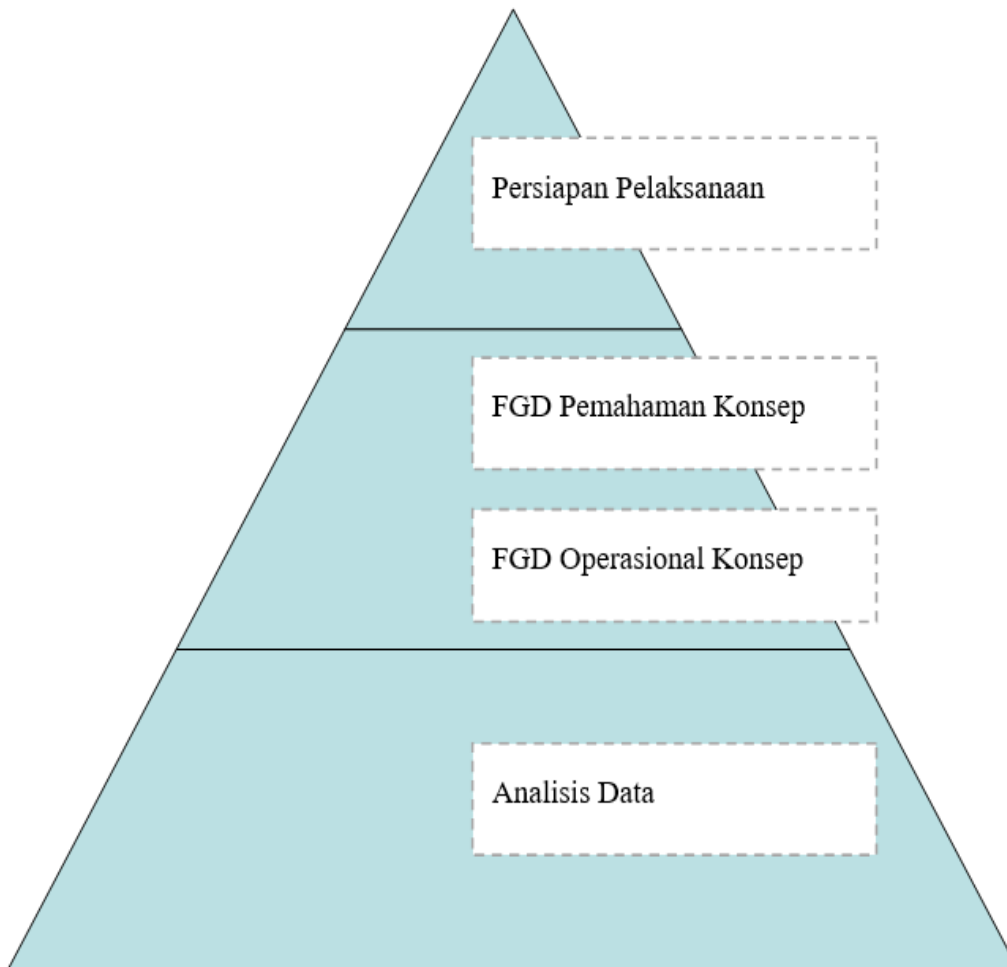 Persiapan Pelaksanaan
FGD Pemahaman Konsep
FGD Operasional Konsep
Analisis Data